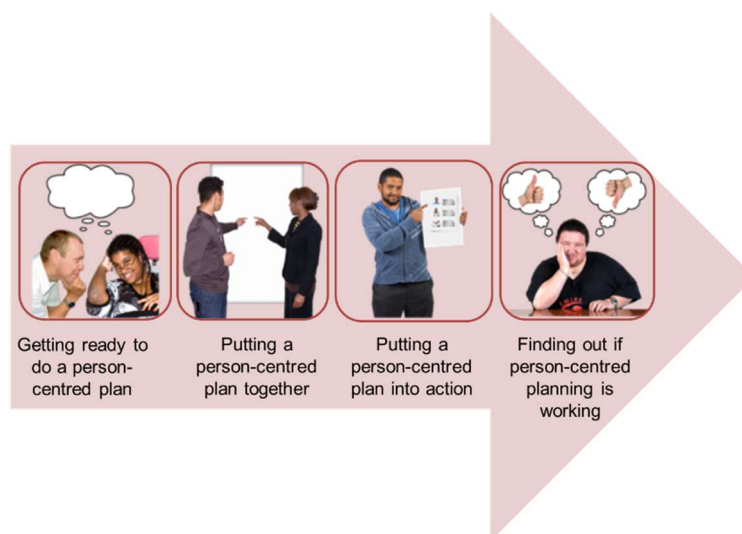 Getting ready to
do a person-
centred plan
Putting a
person-centred
plan together
Putting a
person-centred
plan into action
Finding out if
person-centred
planning is
working